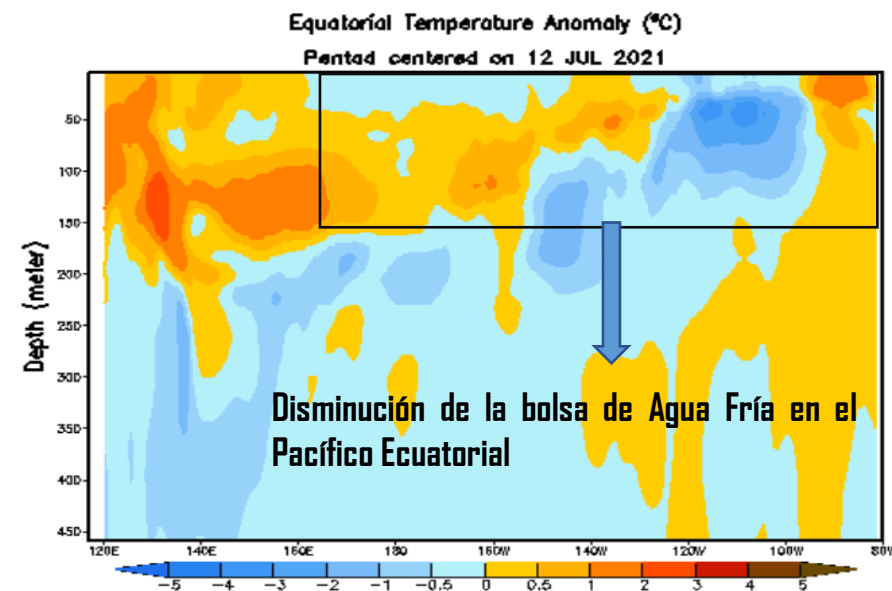 Equatorial Temperature Anomaly (°C)
Pentad centered on 12 JUL 2021
50
100
150
200
250
300
350
400
450
Depth (meter)
Disminución de la bolsa de Agua Fría en el
Pacífico Ecuatorial
120E 140E 160E 180 160W 140W 120W 100W 80W
-5 -4 -3 -2 -1 -0.5 0 0.5 1 2 3 4 5